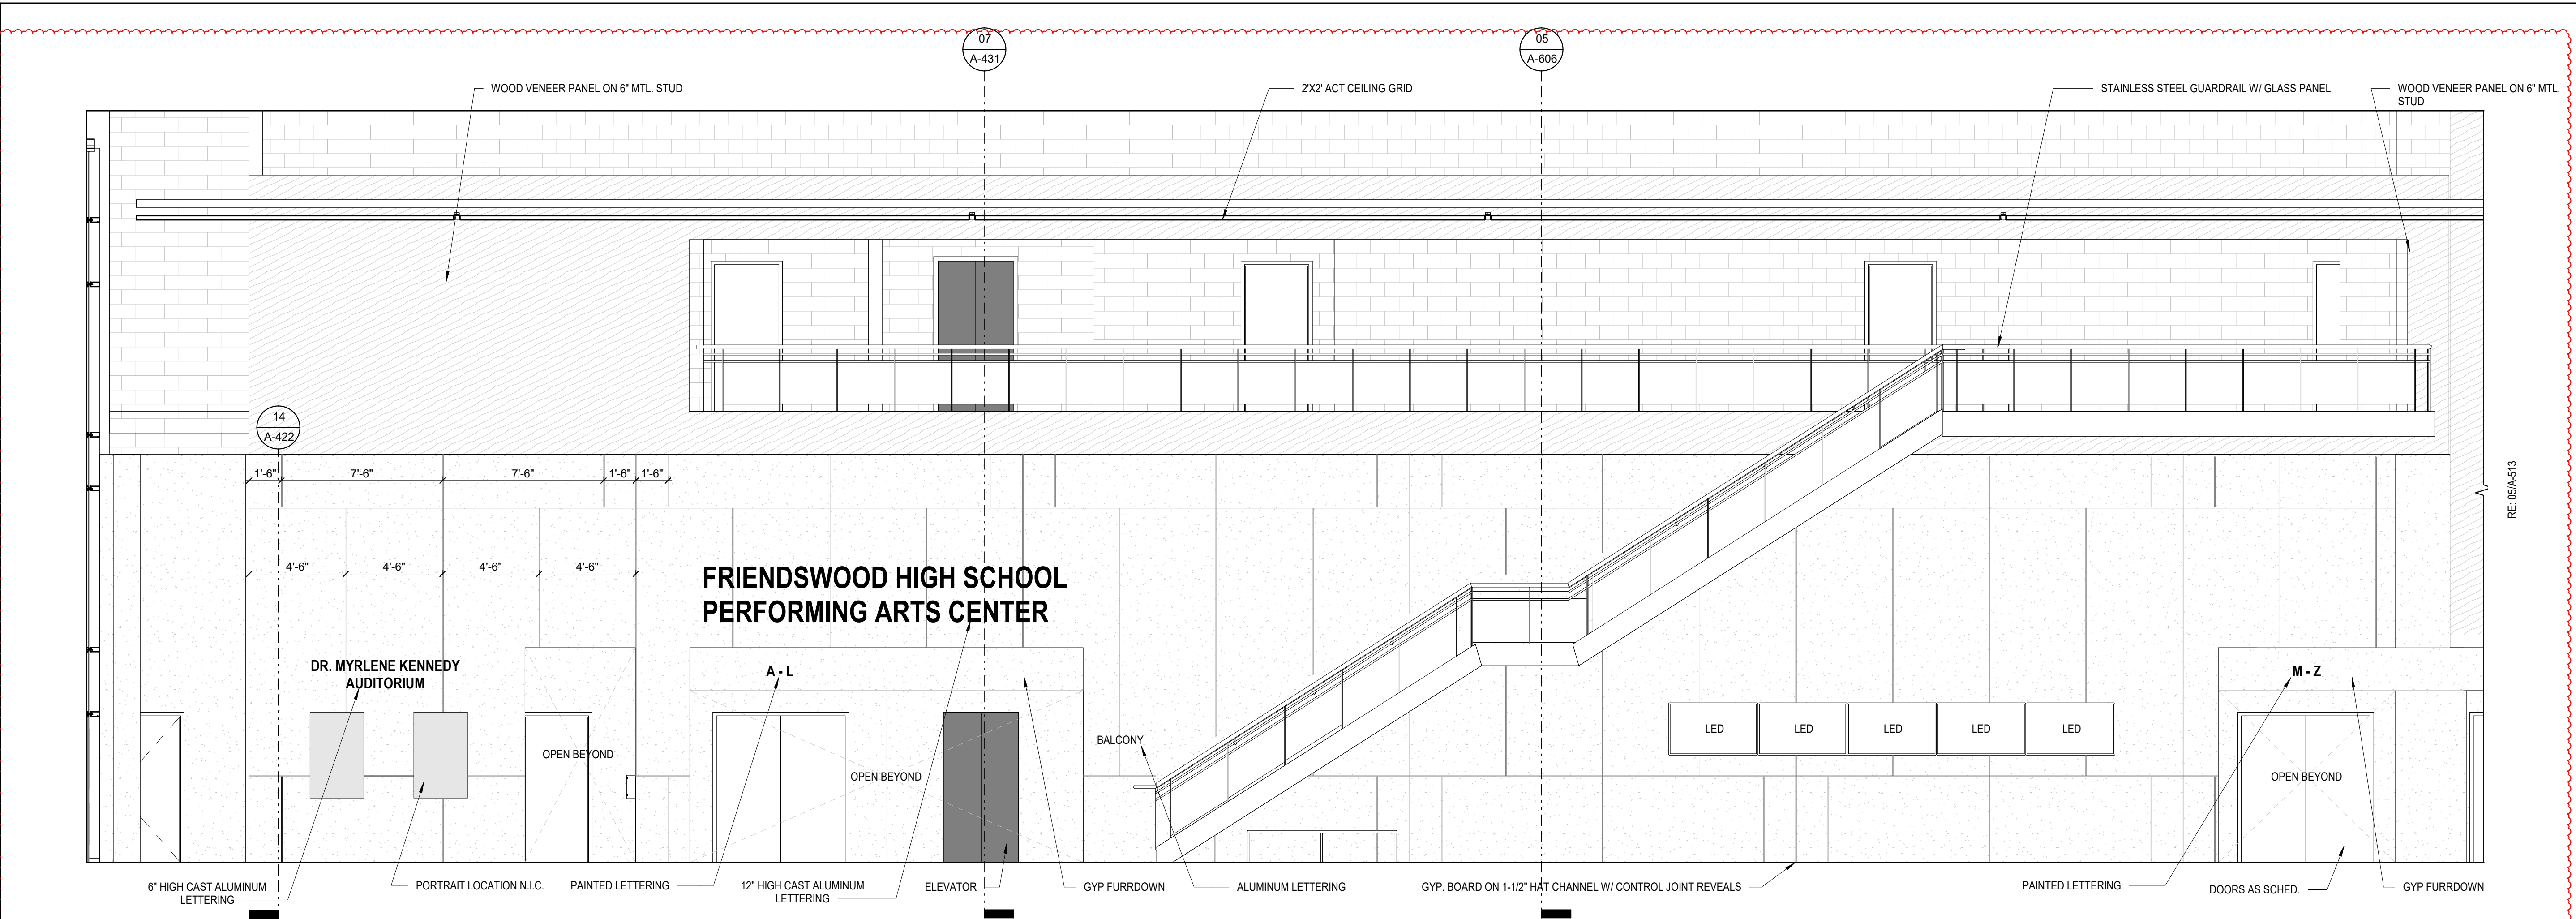 07
A-431
05
A-606
WOOD VENEER PANEL ON 6" MTL. STUD
2'X2' ACT CEILING GRID
STAINLESS STEEL GUARDRAIL W/ GLASS PANEL
WOOD VENEER PANEL ON 6" MTL.
STUD
14
A-422
1'-6"
7'-6"
7'-6"
1'-6"
1'-6"
RE: 05/A-513
4'-6"
4'-6"
4'-6"
4'-6"
FRIENDSWOOD HIGH SCHOOL
PERFORMING ARTS CENTER
DR. MYRLENE KENNEDY
AUDITORIUM
A - L
M - Z
OPEN BEYOND
OPEN BEYOND
BALCONY
LED
LED
LED
LED
LED
OPEN BEYOND
6" HIGH CAST ALUMINUM
LETTERING
PORTRAIT LOCATION N.I.C.
PAINTED LETTERING
12" HIGH CAST ALUMINUM
LETTERING
ELEVATOR
GYP FURRDOWN
ALUMINUM LETTERING
GYP. BOARD ON 1-1/2" HAT CHANNEL W/ CONTROL JOINT REVEALS
PAINTED LETTERING
DOORS AS SCHED.
GYP FURRDOWN